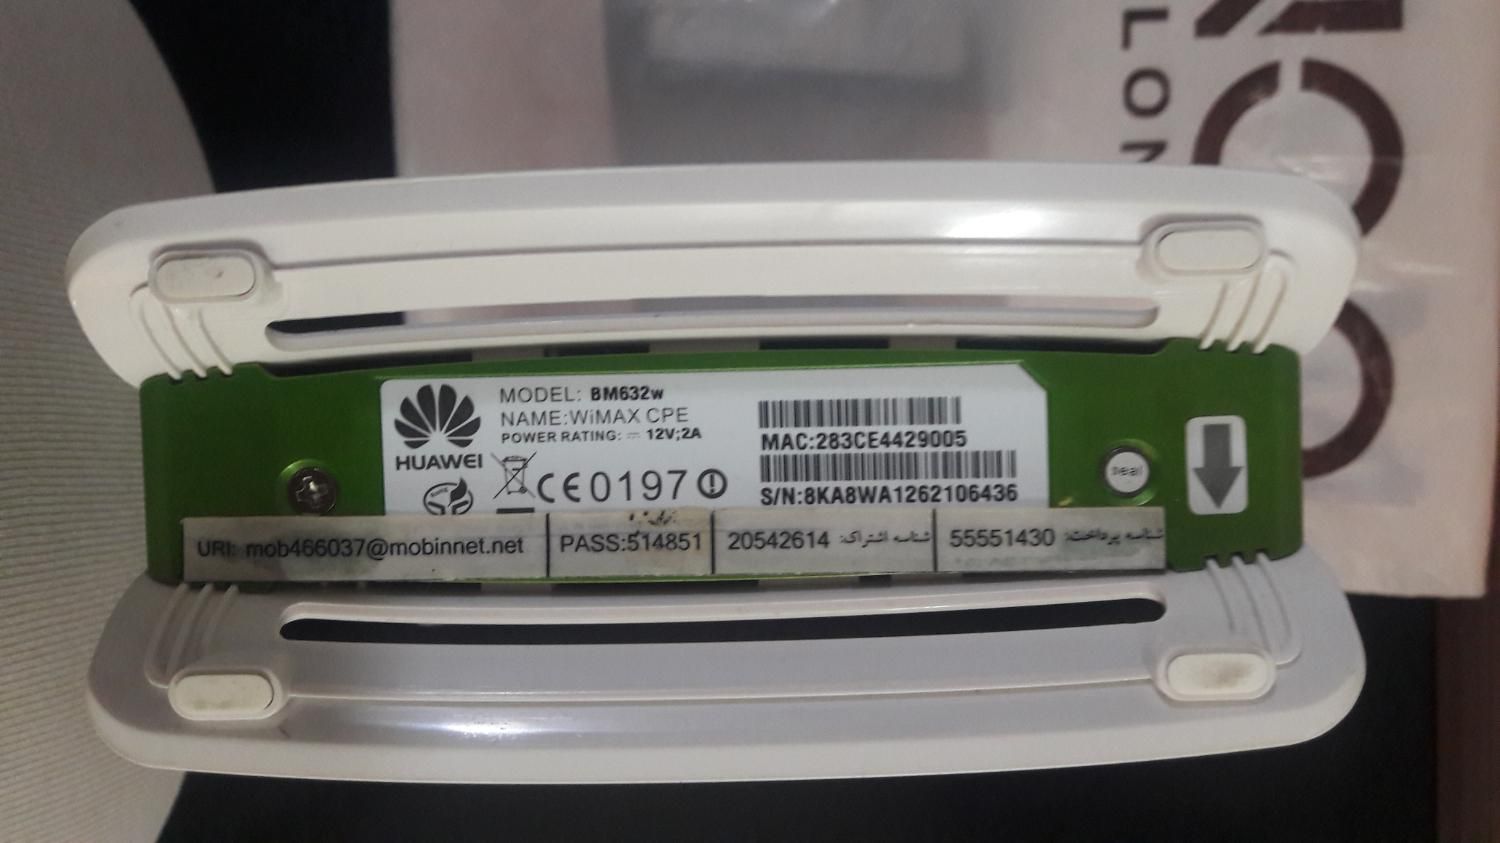 MODEL: BM632w
NAME:WiMAX CPE
POWER RATING: ⎓ 12V;2A
HUAWEI
CE0197
MAC:283CE4429005
S/N:8KA8WA1262106436
Seal
URI: mob466037@mobinnet.net
PASS:514851
شناسه اشتراک: 20542614
شناسه پرداخت: 55551430
LON